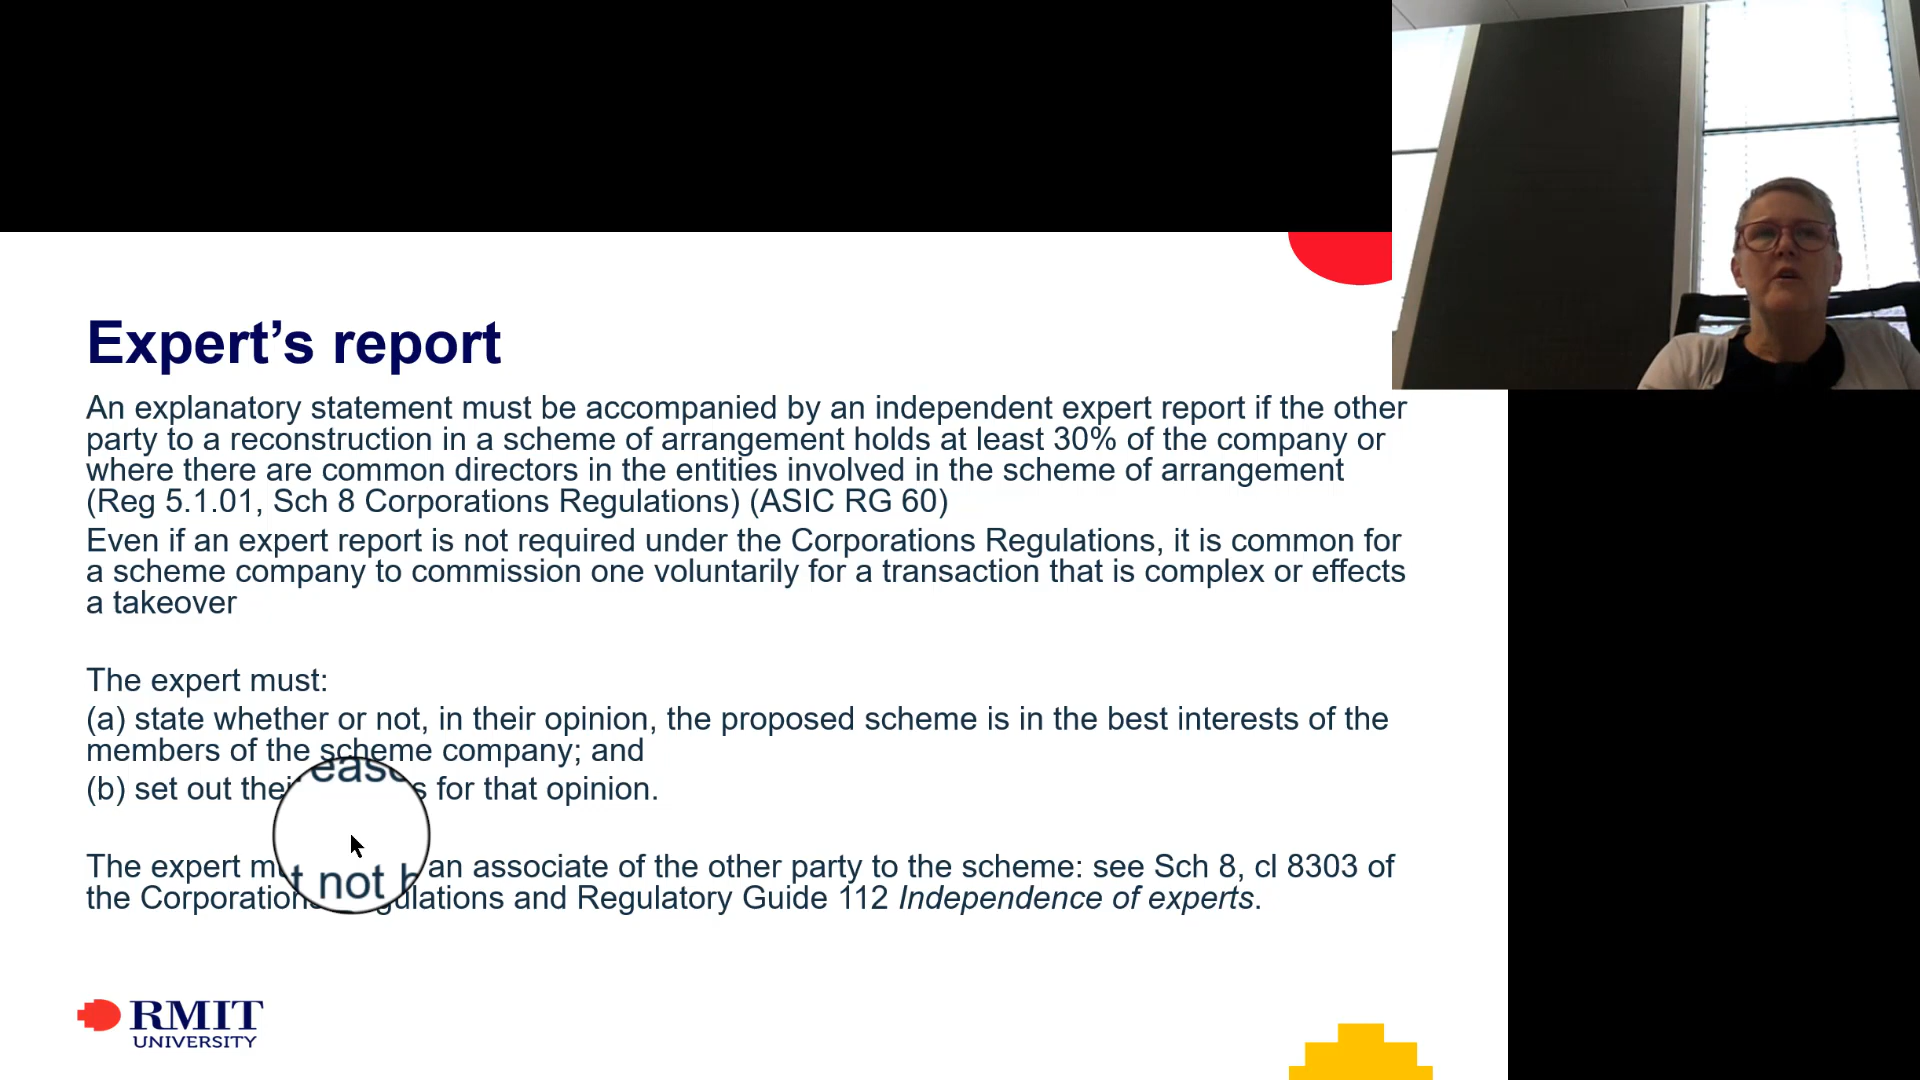 Expert’s report
An explanatory statement must be accompanied by an independent expert report if the other
party to a reconstruction in a scheme of arrangement holds at least 30% of the company or
where there are common directors in the entities involved in the scheme of arrangement
(Reg 5.1.01, Sch 8 Corporations Regulations) (ASIC RG 60)
Even if an expert report is not required under the Corporations Regulations, it is common for
a scheme company to commission one voluntarily for a transaction that is complex or effects
a takeover
The expert must:
(a) state whether or not, in their opinion, the proposed scheme is in the best interests of the
members of the scheme company; and
(b) set out their for that opinion.
The expert not an associate of the other party to the scheme: see Sch 8, cl 8303 of
the and Regulatory Guide 112 Independence of experts.
RMIT
UNIVERSITY